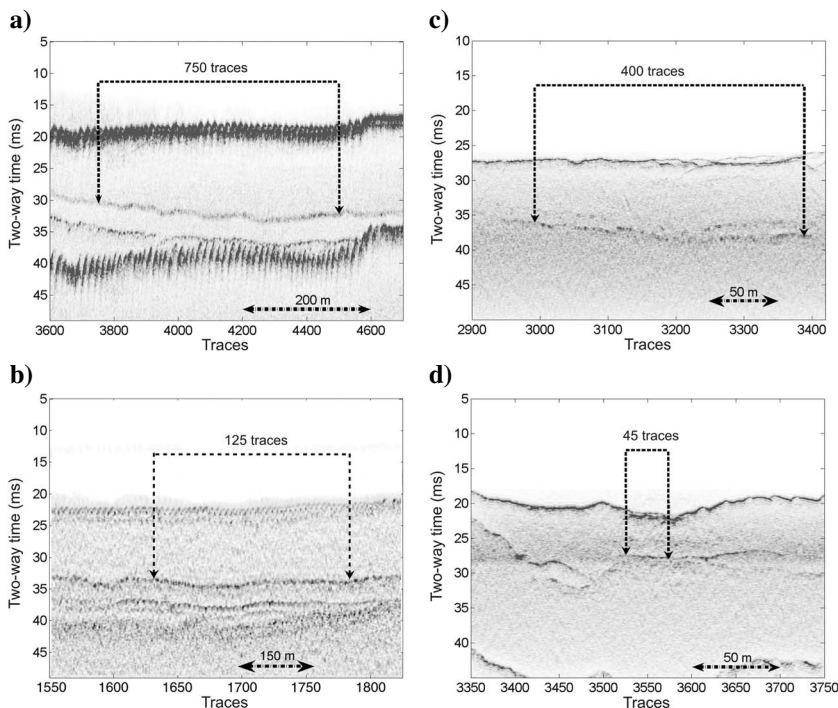 a)
5
10
15
20
25
30
35
40
45
Two-way time (ms)
750 traces
200 m
3600 3800 4000 4200 4400 4600
Traces
c)
10
15
20
25
30
35
40
45
Two-way time (ms)
400 traces
50 m
2900 3000 3100 3200 3300 3400
Traces
b)
5
10
15
20
25
30
35
40
45
Two-way time (ms)
125 traces
150 m
1550 1600 1650 1700 1750 1800
Traces
d)
5
10
15
20
25
30
35
40
Two-way time (ms)
45 traces
50 m
3350 3400 3450 3500 3550 3600 3650 3700 3750
Traces